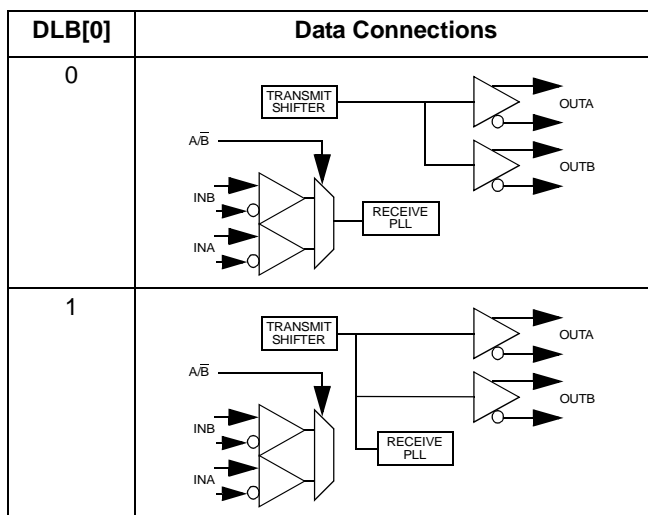 DLB[0] Data Connections
0
TRANSMIT
SHIFTER
OUTA
A/B̅
OUTB
INB
RECEIVE
PLL
INA
1
TRANSMIT
SHIFTER
OUTA
A/B̅
OUTB
INB
RECEIVE
PLL
INA